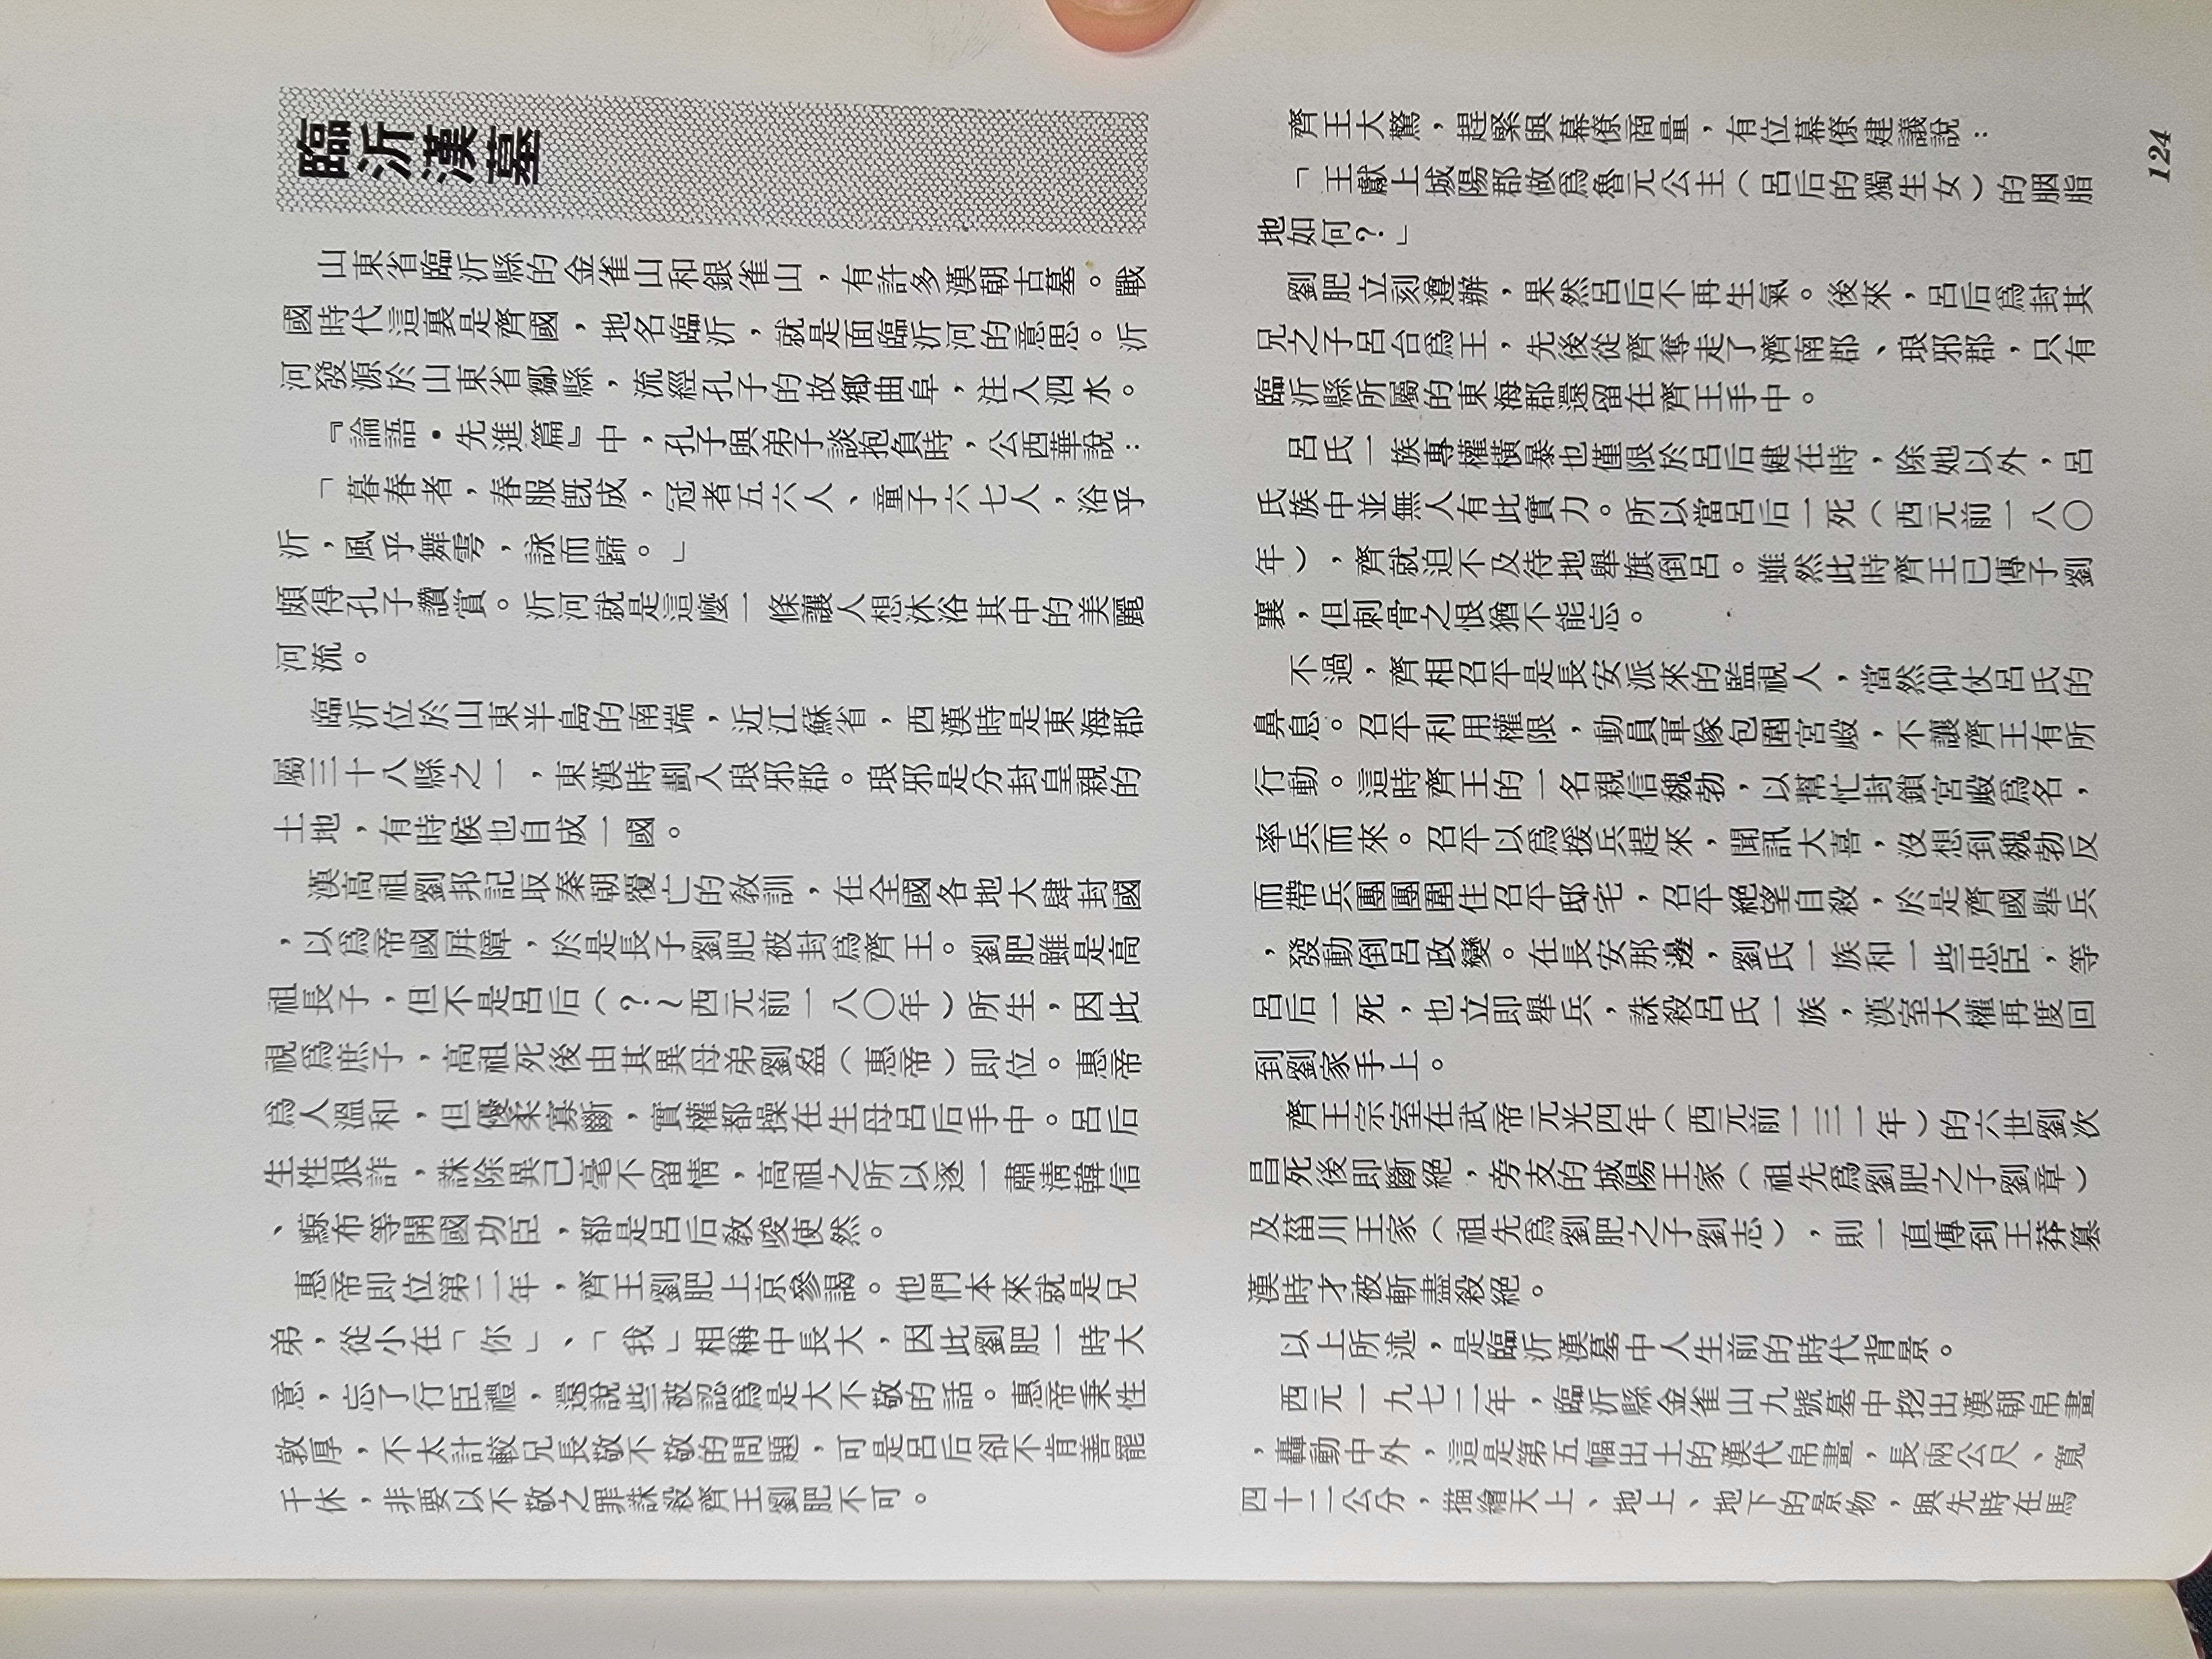 臨沂漢墓
山東省臨沂縣的金雀山和銀雀山，有許多漢朝古墓。戰
國時代這裏是齊國，地名臨沂，就是面臨沂河的意思。沂
河發源於山東省鄒縣，流經孔子的故鄉曲阜，注入泗水。
『論語・先進篇』中，孔子與弟子談抱負時，公西華說：
「暮春者，春服旣成，冠者五六人、童子六七人，浴乎
沂，風乎舞雩，詠而歸。」
頗得孔子讚賞。沂河就是這麼一條讓人想沐浴其中的美麗
河流。
臨沂位於山東半島的南端，近江蘇省，西漢時是東海郡
屬三十八縣之一，東漢時劃入琅邪郡。琅邪是分封皇親的
土地，有時候也自成一國。
漢高祖劉邦記取秦朝覆亡的敎訓，在全國各地大肆封國
，以爲帝國屛障，於是長子劉肥被封爲齊王。劉肥雖是高
祖長子，但不是呂后（？～西元前一八〇年）所生，因此
視爲庶子，高祖死後由其異母弟劉盈（惠帝）即位。惠帝
爲人溫和，但優柔寡斷，實權都操在生母呂后手中。呂后
生性狠詐，誅除異己毫不留情，高祖之所以逐一肅淸韓信
、黥布等開國功臣，都是呂后敎唆使然。
惠帝即位第二年，齊王劉肥上京參謁。他們本來就是兄
弟，從小在「你」、「我」相稱中長大，因此劉肥一時大
意，忘了行臣禮，還說些被認爲是大不敬的話。惠帝秉性
敦厚，不太計較兄長敬不敬的問題，可是呂后卻不肯善罷
干休，非要以不敬之罪誅殺齊王劉肥不可。
齊王大驚，趕緊與幕僚商量，有位幕僚建議說：
「王獻上城陽郡做爲魯元公主（呂后的獨生女）的胭脂
地如何？」
劉肥立刻遵辦，果然呂后不再生氣。後來，呂后爲封其
兄之子呂台爲王，先後從齊奪走了濟南郡、琅邪郡，只有
臨沂縣所屬的東海郡還留在齊王手中。
呂氏一族專權橫暴也僅限於呂后健在時，除她以外，呂
氏族中並無人有此實力。所以當呂后一死（西元前一八〇
年），齊就迫不及待地舉旗倒呂。雖然此時齊王已傳子劉
襄，但刺骨之恨猶不能忘。
不過，齊相召平是長安派來的監視人，當然仰仗呂氏的
鼻息。召平利用權限，動員軍隊包圍宮殿，不讓齊王有所
行動。這時齊王的一名親信魏勃，以幫忙封鎖宮殿爲名，
率兵而來。召平以爲援兵趕來，聞訊大喜，沒想到魏勃反
而帶兵團團圍住召平邸宅，召平絕望自殺，於是齊國舉兵
，發動倒呂政變。在長安那邊，劉氏一族和一些忠臣，等
呂后一死，也立即舉兵，誅殺呂氏一族，漢室大權再度回
到劉家手上。
齊王宗室在武帝元光四年（西元前一三一年）的六世劉次
昌死後即斷絕，旁支的城陽王家（祖先爲劉肥之子劉章）
及菑川王家（祖先爲劉肥之子劉志），則一直傳到王莽篡
漢時才被斬盡殺絕。
以上所述，是臨沂漢墓中人生前的時代背景。
西元一九七二年，臨沂縣金雀山九號墓中挖出漢朝帛畫
，轟動中外，這是第五幅出土的漢代帛畫，長兩公尺、寬
四十二公分，描繪天上、地上、地下的景物，與先時在馬
124